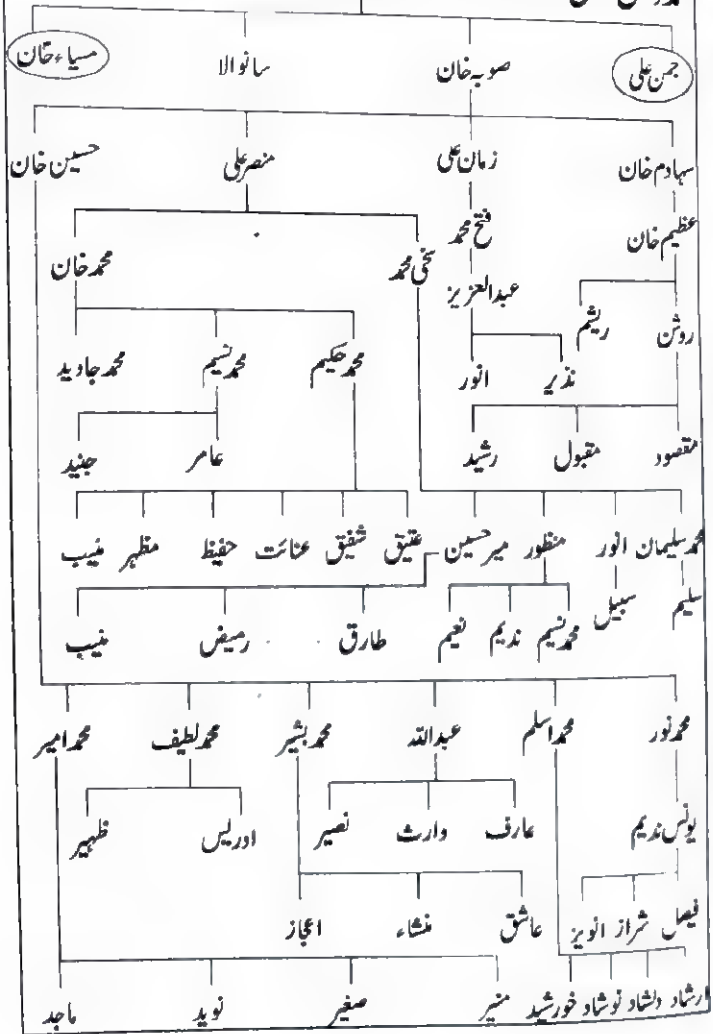 جمن علی صوبہ خان سانوالا مسیاء خان
سہادم خان زمان علی منصر علی حسین خان
عظیم خان فتح محمد سخی محمد محمد خان
عبدالعزیز
روشن ریشم
محمد حکیم محمد نسیم محمد جاوید
نذیر انور
مقصود مقبول رشید عامر جنید
محمد سلیمان انور منظور میر حسین عتیق شفیق عنائت حفیظ مظہر منیب
سلیم سبیل محمد نسیم ندیم نعیم طارق رمیض منیب
محمد نور محمد اسلم عبداللہ محمد بشیر محمد لطیف محمد امیر
یونس ندیم عارف وارث نصیر ادریس ظہیر
فیصل شراز انویز عاشق منشاء اعجاز
ارشاد دلشاد نوشاد خورشید منیر صغیر نوید ماجد